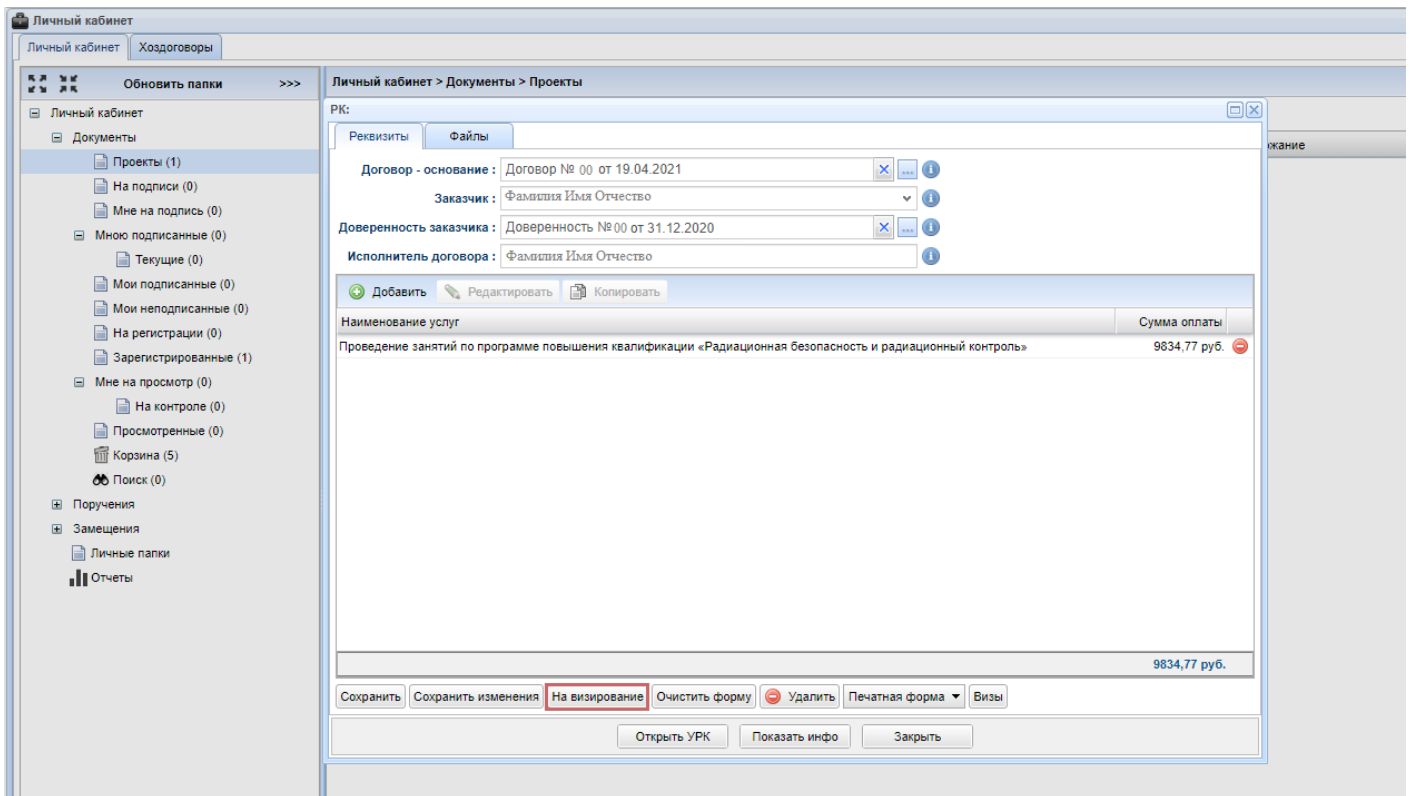 Личный кабинет
Личный кабинет Хоздоговоры
Обновить папки >>>
Личный кабинет
Документы
Проекты (1)
На подписи (0)
Мне на подпись (0)
Мною подписанные (0)
Текущие (0)
Мои подписанные (0)
Мои неподписанные (0)
На регистрации (0)
Зарегистрированные (1)
Мне на просмотр (0)
На контроле (0)
Просмотренные (0)
Корзина (5)
Поиск (0)
Поручения
Замещения
Личные папки
Отчеты
Личный кабинет > Документы > Проекты
жание
РК:
Реквизиты Файлы
Договор - основание : Договор № 00 от 19.04.2021 ...
Заказчик : Фамилия Имя Отчество
Доверенность заказчика : Доверенность №00 от 31.12.2020 ...
Исполнитель договора : Фамилия Имя Отчество
Добавить Редактировать Копировать
Наименование услуг Сумма оплаты
Проведение занятий по программе повышения квалификации «Радиационная безопасность и радиационный контроль» 9834,77 руб.
9834,77 руб.
Сохранить Сохранить изменения На визирование Очистить форму Удалить Печатная форма Визы
Открыть УРК Показать инфо Закрыть